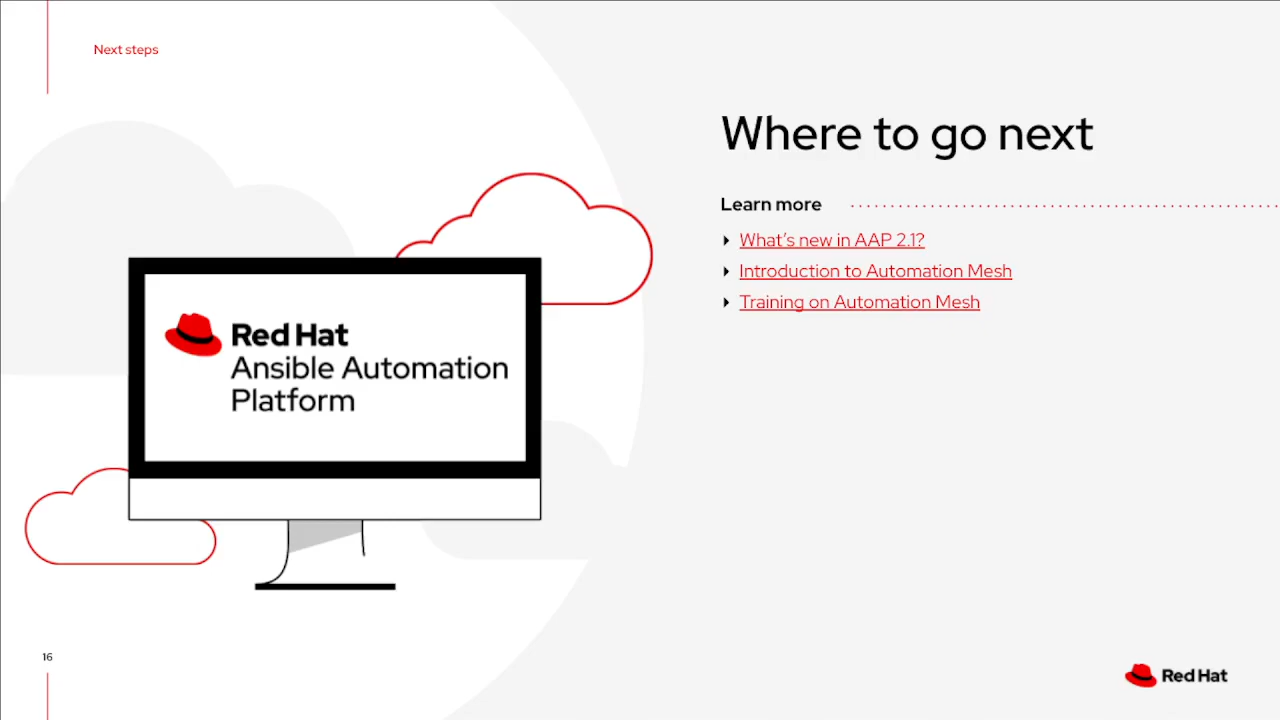 Next steps
Where to go next
Learn more
What's new in AAP 2.1?
Introduction to Automation Mesh
Training on Automation Mesh
Red Hat
Ansible Automation
Platform
16
Red Hat